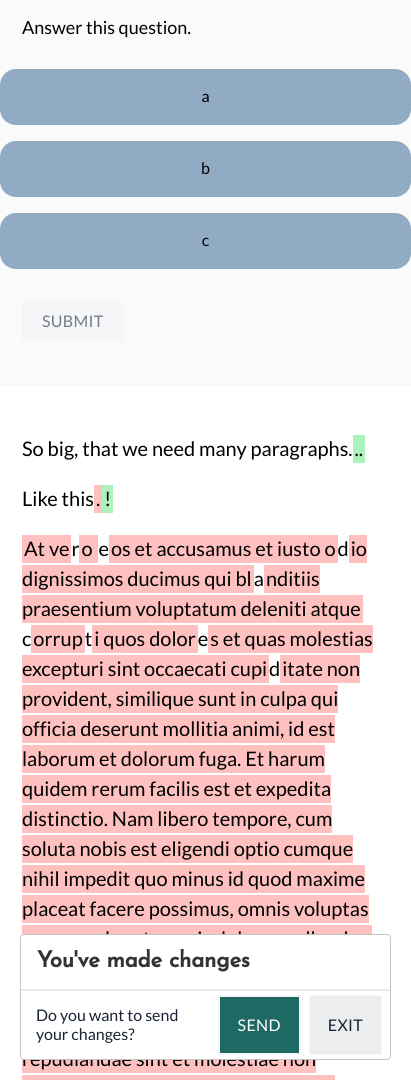 Answer this question.
a
b
c
SUBMIT
So big, that we need many paragraphs...
Like this.!
At vero eos et accusamus et iusto odio
dignissimos ducimus qui blanditiis
praesentium voluptatum deleniti atque
corrupti quos dolores et quas molestias
excepturi sint occaecati cupiditate non
provident, similique sunt in culpa qui
officia deserunt mollitia animi, id est
laborum et dolorum fuga. Et harum
quidem rerum facilis est et expedita
distinctio. Nam libero tempore, cum
soluta nobis est eligendi optio cumque
nihil impedit quo minus id quod maxime
placeat facere possimus, omnis voluptas
You've made changes
Do you want to send
your changes?
SEND
EXIT
repudiandae sint et molestiae non